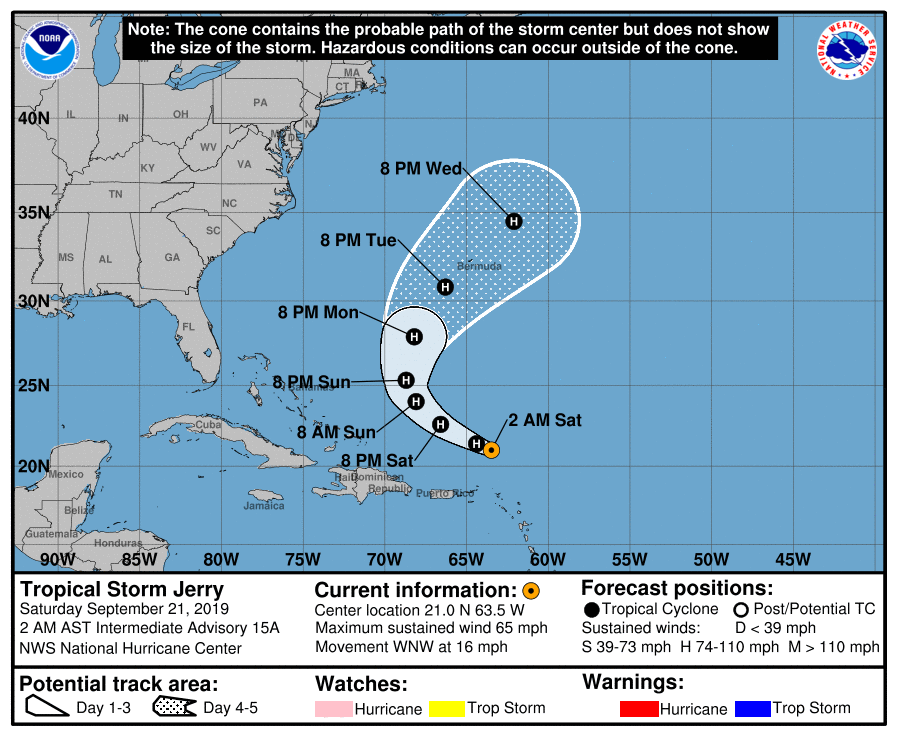 Note: The cone contains the probable path of the storm center but does not show
the size of the storm. Hazardous conditions can occur outside of the cone.
NOAA
NATIONAL WEATHER SERVICE
MA
CT
PA
NJ
40N
IL
IN
OH
DE
WV
VA
KY
8 PM Wed
TN
NC
35N
SC
8 PM Tue
MS
AL
GA
Bermuda
30N
8 PM Mon
FL
25N
8 PM Sun
Bahamas
2 AM Sat
Cuba
8 AM Sun
8 PM Sat
20N
Mexico
Haiti
Dominican
Republic
Puerto Rico
Jamaica
Belize
Guatemala
Honduras
90W 85W 80W 75W 70W 65W 60W 55W 50W 45W
H
H
H
H
H
H
H
Tropical Storm Jerry
Saturday September 21, 2019
2 AM AST Intermediate Advisory 15A
NWS National Hurricane Center
Current information:
Center location 21.0 N 63.5 W
Maximum sustained wind 65 mph
Movement WNW at 16 mph
Forecast positions:
Tropical Cyclone Post/Potential TC
Sustained winds: D < 39 mph
S 39-73 mph H 74-110 mph M > 110 mph
Potential track area:
Day 1-3 Day 4-5
Watches:
Hurricane Trop Storm
Warnings:
Hurricane Trop Storm